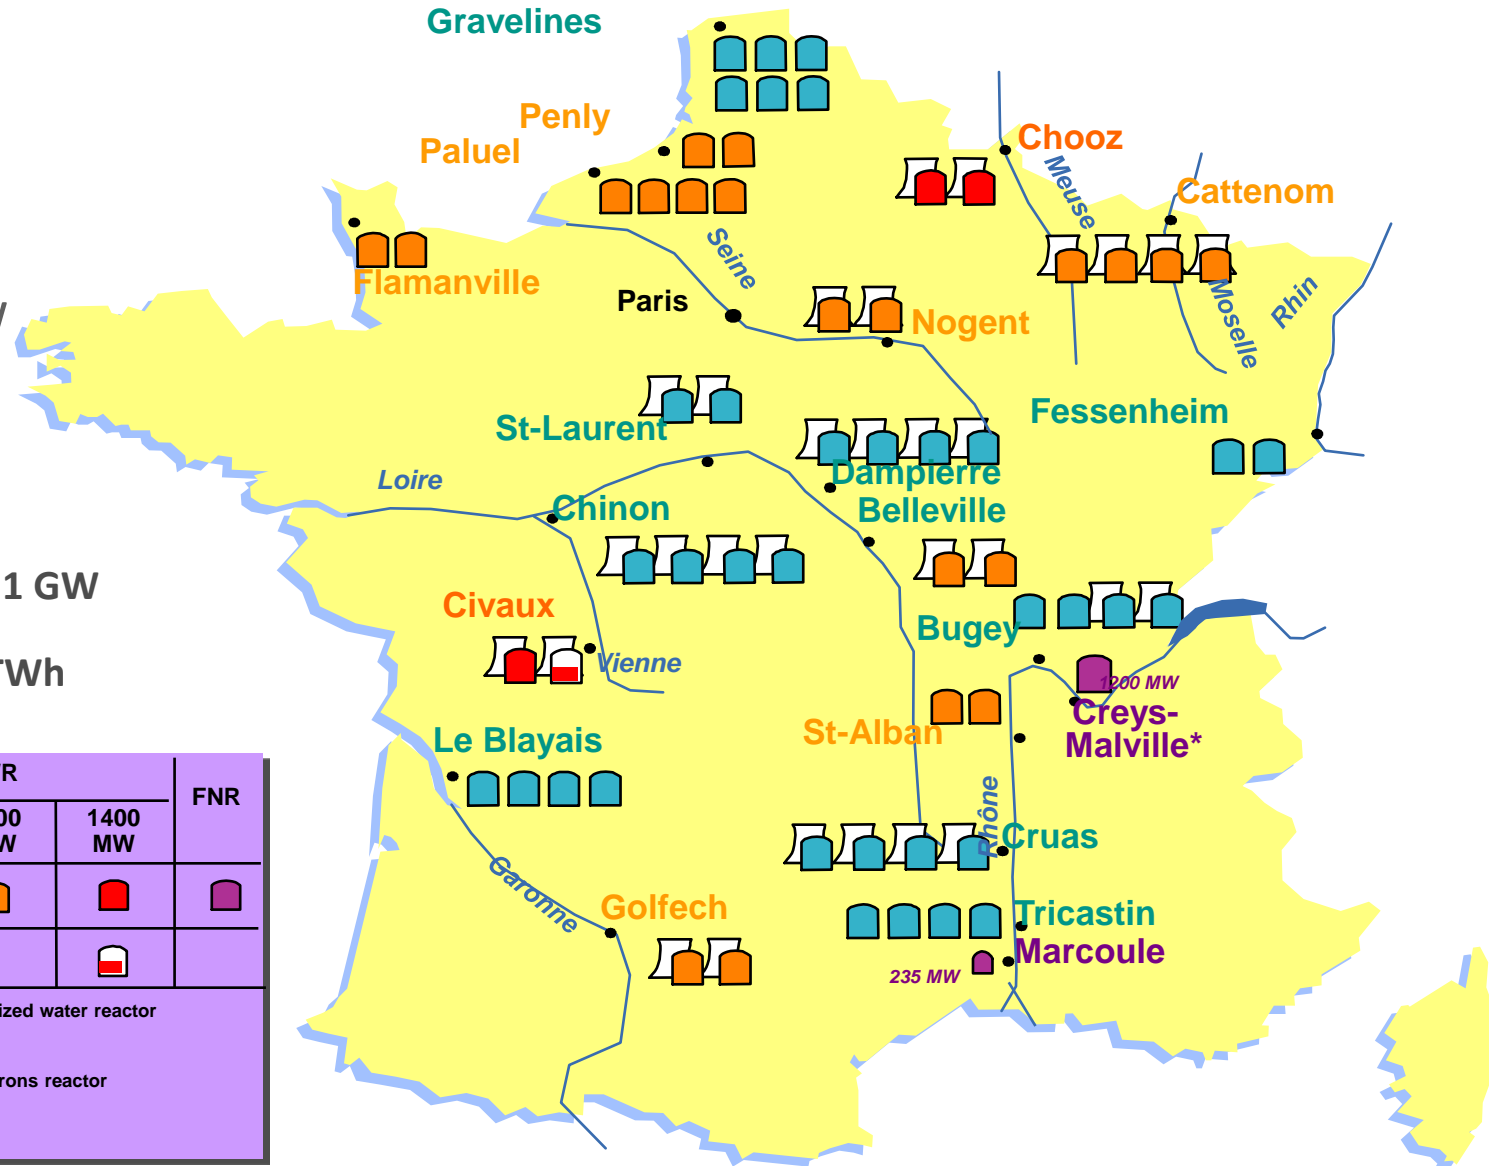 Gravelines
Penly
Paluel
Chooz
Meuse
Cattenom
Seine
Flamanville
Paris
Nogent
Moselle
Rhin
Fessenheim
St-Laurent
Dampierre
Loire
Chinon
Belleville
1 GW
Civaux
Bugey
Vienne
TWh
1200 MW
Creys-
Malville*
St-Alban
Le Blayais
FNR
1400
MW
Rhône
Cruas
Garonne
Golfech
Tricastin
Marcoule
235 MW
water reactor
reactor